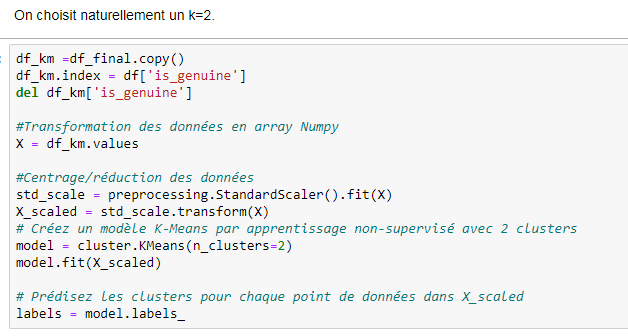 On choisit naturellement un k=2.
df_km =df_final.copy()
df_km.index = df['is_genuine']
del df_km['is_genuine']
#Transformation des données en array Numpy
X = df_km.values
#Centrage/réduction des données
std_scale = preprocessing.StandardScaler().fit(X)
X_scaled = std_scale.transform(X)
# Créez un modèle K-Means par apprentissage non-supervisé avec 2 clusters
model = cluster.KMeans(n_clusters=2)
model.fit(X_scaled)
# Prédisez les clusters pour chaque point de données dans X_scaled
labels = model.labels_